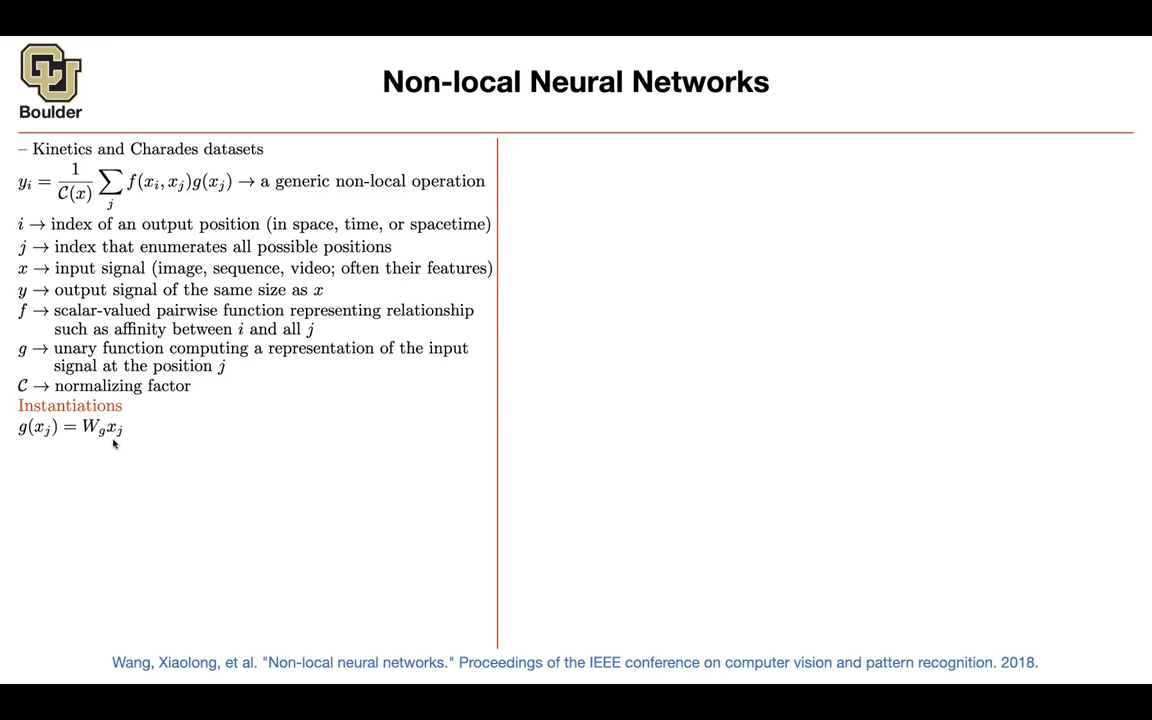 Boulder
Non-local Neural Networks
– Kinetics and Charades datasets
$y_i = \frac{1}{\mathcal{C}(x)} \sum_j f(x_i, x_j) g(x_j)$ → a generic non-local operation
$i$ → index of an output position (in space, time, or spacetime)
$j$ → index that enumerates all possible positions
$x$ → input signal (image, sequence, video; often their features)
$y$ → output signal of the same size as $x$
$f$ → scalar-valued pairwise function representing relationship
such as affinity between $i$ and all $j$
$g$ → unary function computing a representation of the input
signal at the position $j$
$\mathcal{C}$ → normalizing factor
Instantiations
$g(x_j) = W_g x_j$
Wang, Xiaolong, et al. "Non-local neural networks." Proceedings of the IEEE conference on computer vision and pattern recognition. 2018.